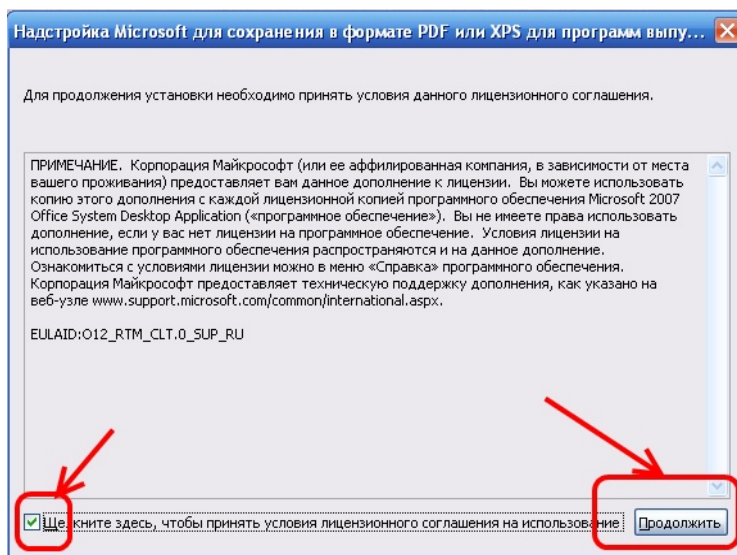 Надстройка Microsoft для сохранения в формате PDF или XPS для программ выпу...
Для продолжения установки необходимо принять условия данного лицензионного соглашения.
ПРИМЕЧАНИЕ. Корпорация Майкрософт (или ее аффилированная компания, в зависимости от места
вашего проживания) предоставляет вам данное дополнение к лицензии. Вы можете использовать
копию этого дополнения с каждой лицензионной копией программного обеспечения Microsoft 2007
Office System Desktop Application («программное обеспечение»). Вы не имеете права использовать
дополнение, если у вас нет лицензии на программное обеспечение. Условия лицензии на
использование программного обеспечения распространяются и на данное дополнение.
Ознакомиться с условиями лицензии можно в меню «Справка» программного обеспечения.
Корпорация Майкрософт предоставляет техническую поддержку дополнения, как указано на
веб-узле www.support.microsoft.com/common/international.aspx.
EULAID:O12_RTM_CLT.0_SUP_RU
Щелкните здесь, чтобы принять условия лицензионного соглашения на использование
Продолжить